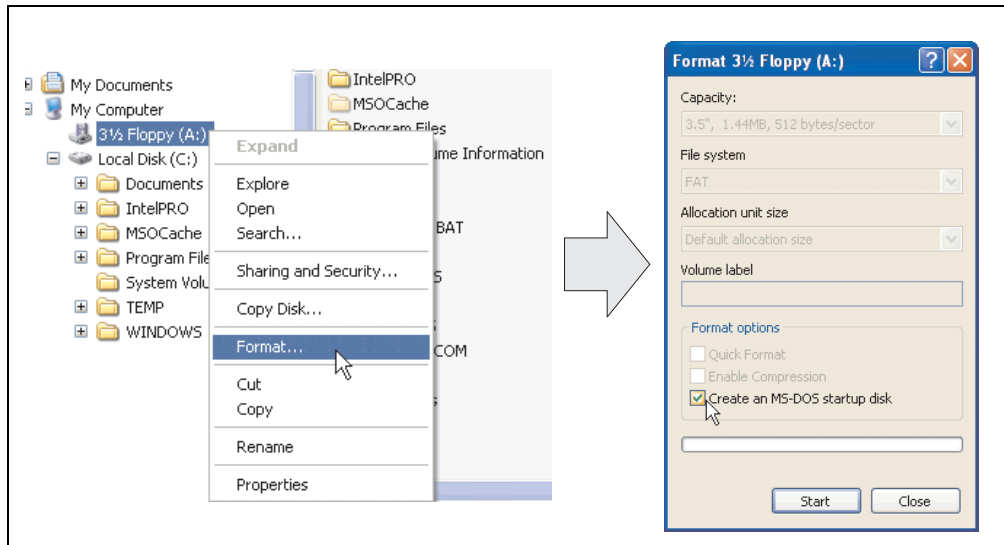 My Documents
My Computer
3½ Floppy (A:)
Local Disk (C:)
Documents
IntelPRO
MSOCache
Program File
System Volu
TEMP
WINDOWS
IntelPRO
MSOCache
Program Files
ume Information
BAT
S
COM
Expand
Explore
Open
Search...
Sharing and Security...
Copy Disk...
Format...
Cut
Copy
Rename
Properties
Format 3½ Floppy (A:)
Capacity:
3.5", 1.44MB, 512 bytes/sector
File system
FAT
Allocation unit size
Default allocation size
Volume label
Format options
Quick Format
Enable Compression
Create an MS-DOS startup disk
Start
Close